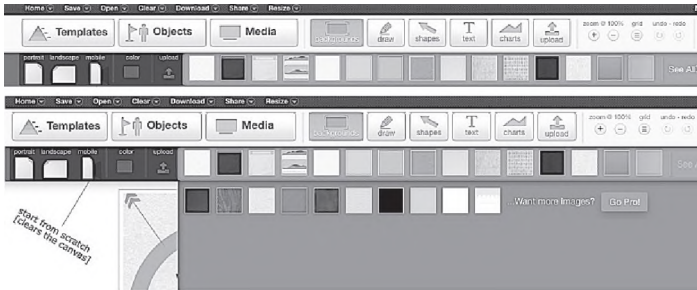 Home Save Open Clear Download Share Resize
Templates Objects Media backgrounds draw shapes text charts upload zoom @ 100% grid undo - redo
portrait landscape mobile color upload See All
Home Save Open Clear Download Share Resize
Templates Objects Media backgrounds draw shapes text charts upload zoom @ 100% grid undo - redo
portrait landscape mobile color upload See
...Want more Images? Go Pro!
start from scratch
[clears the canvas]